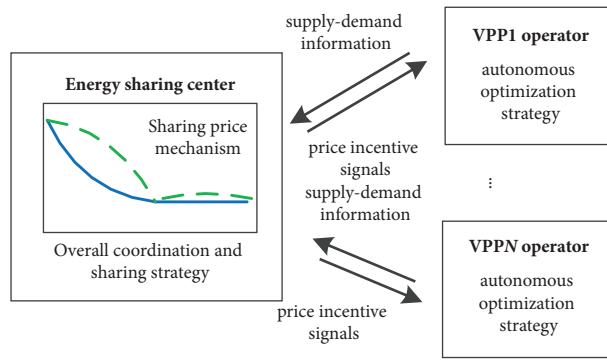 Energy sharing center
Sharing price
mechanism
Overall coordination and
sharing strategy
supply-demand
information
price incentive
signals
supply-demand
information
price incentive
signals
VPP1 operator
autonomous
optimization
strategy
...
VPPN operator
autonomous
optimization
strategy